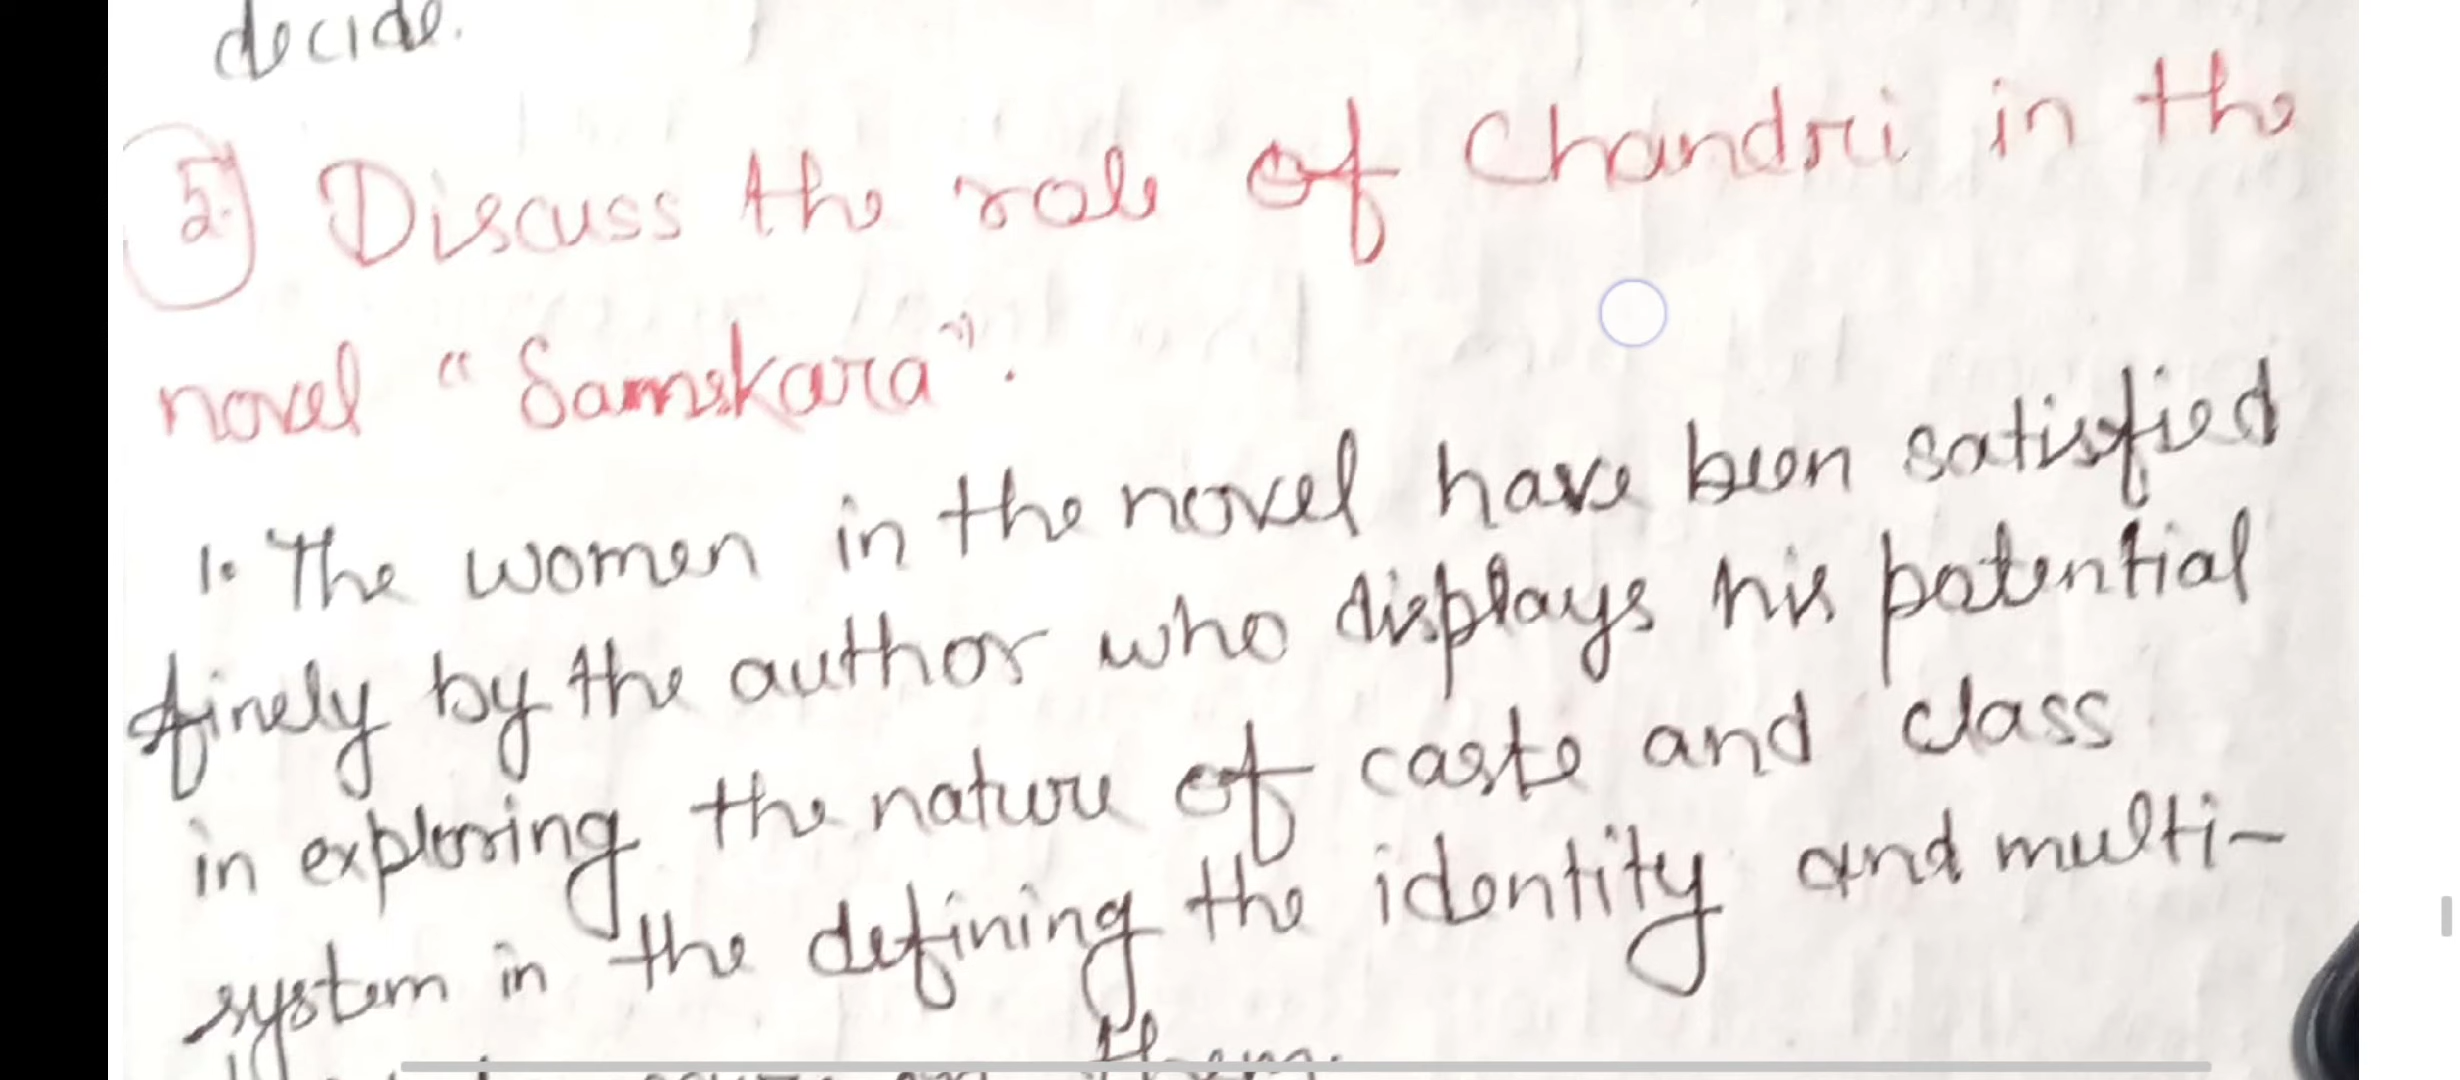 decide.
5. Discuss the role of Chandri in the
novel "Samskara".
1. The women in the novel have been satisfied
finely by the author who displays his potential
in exploring the nature of caste and class
system in the defining the identity and multi-
them.